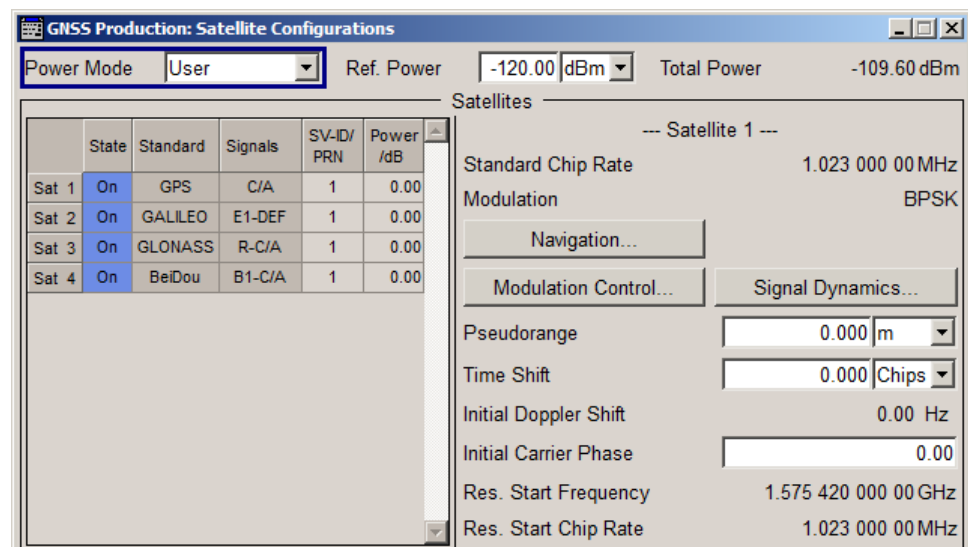 GNSS Production: Satellite Configurations
Power Mode User Ref. Power -120.00 dBm Total Power -109.60 dBm
Satellites
State Standard Signals SV-ID/ PRN Power /dB
Sat 1 On GPS C/A 1 0.00
Sat 2 On GALILEO E1-DEF 1 0.00
Sat 3 On GLONASS R-C/A 1 0.00
Sat 4 On BeiDou B1-C/A 1 0.00
--- Satellite 1 ---
Standard Chip Rate 1.023 000 00 MHz
Modulation BPSK
Navigation...
Modulation Control... Signal Dynamics...
Pseudorange 0.000 m
Time Shift 0.000 Chips
Initial Doppler Shift 0.00 Hz
Initial Carrier Phase 0.00
Res. Start Frequency 1.575 420 000 00 GHz
Res. Start Chip Rate 1.023 000 00 MHz